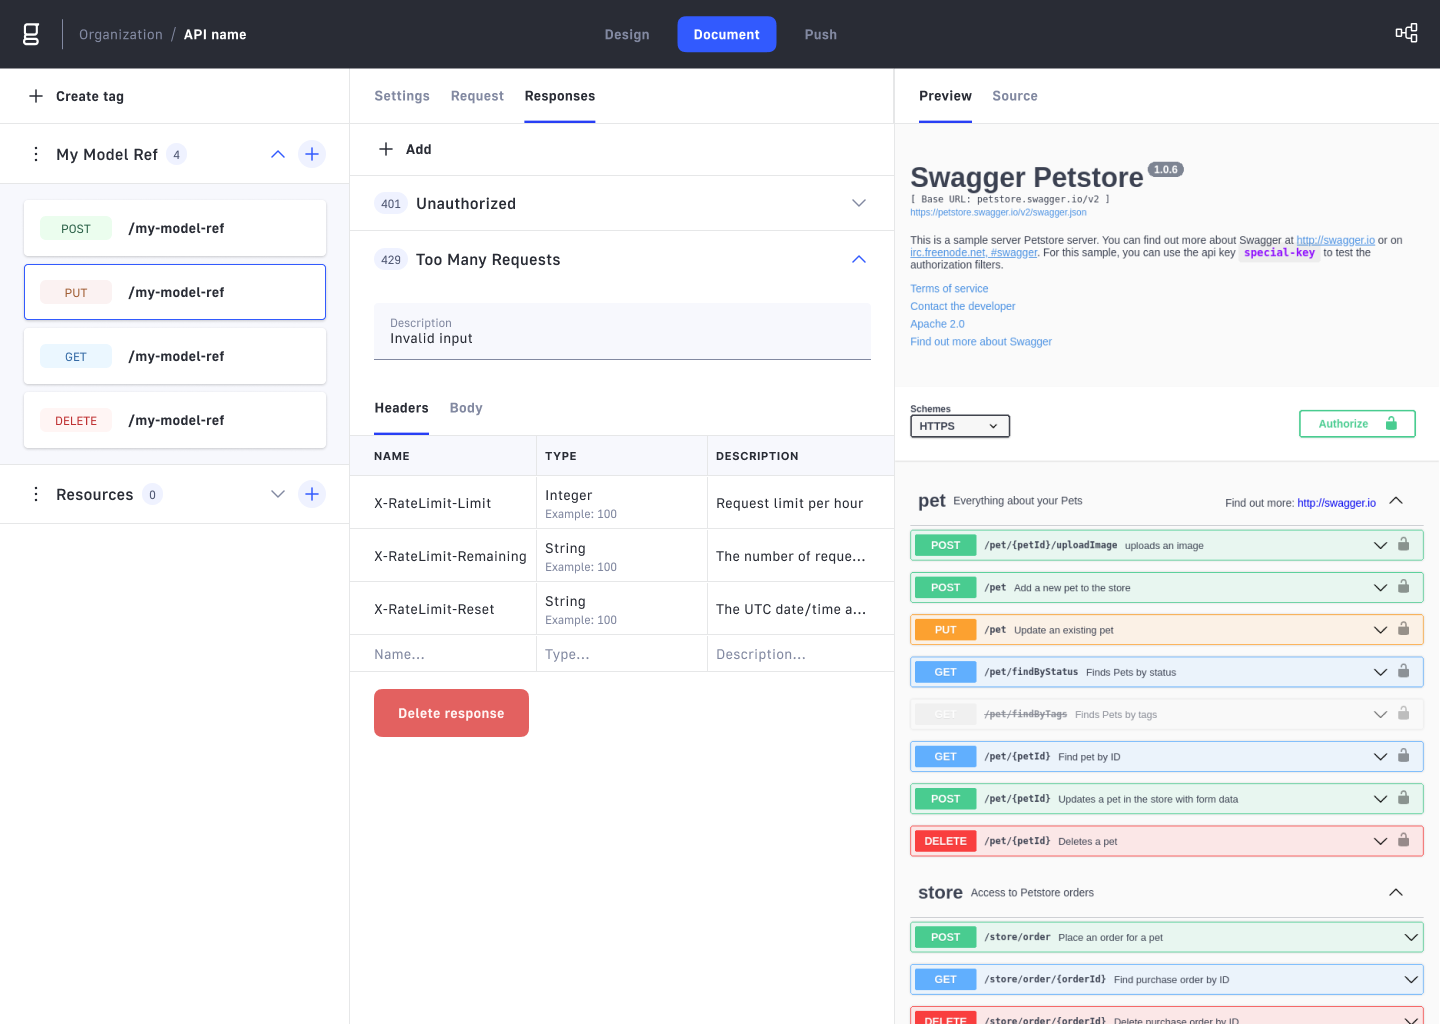 g
Organization / API name
Design
Document
Push
Create tag
My Model Ref 4
POST /my-model-ref
PUT /my-model-ref
GET /my-model-ref
DELETE /my-model-ref
Resources 0
Settings Request Responses
Add
401 Unauthorized
429 Too Many Requests
Description
Invalid input
Headers Body
NAME TYPE DESCRIPTION
X-RateLimit-Limit Integer Request limit per hour
Example: 100
X-RateLimit-Remaining String The number of reque...
Example: 100
X-RateLimit-Reset String The UTC date/time a...
Example: 100
Name... Type... Description...
Delete response
Preview Source
Swagger Petstore 1.0.6
[ Base URL: petstore.swagger.io/v2 ]
https://petstore.swagger.io/v2/swagger.json
This is a sample server Petstore server. You can find out more about Swagger at http://swagger.io or on
irc.freenode.net, #swagger. For this sample, you can use the api key special-key to test the
authorization filters.
Terms of service
Contact the developer
Apache 2.0
Find out more about Swagger
Schemes
HTTPS
Authorize
pet Everything about your Pets Find out more: http://swagger.io
POST /pet/{petId}/uploadImage uploads an image
POST /pet Add a new pet to the store
PUT /pet Update an existing pet
GET /pet/findByStatus Finds Pets by status
GET /pet/findByTags Finds Pets by tags
GET /pet/{petId} Find pet by ID
POST /pet/{petId} Updates a pet in the store with form data
DELETE /pet/{petId} Deletes a pet
store Access to Petstore orders
POST /store/order Place an order for a pet
GET /store/order/{orderId} Find purchase order by ID
DELETE /store/order/{orderId} Delete purchase order by ID